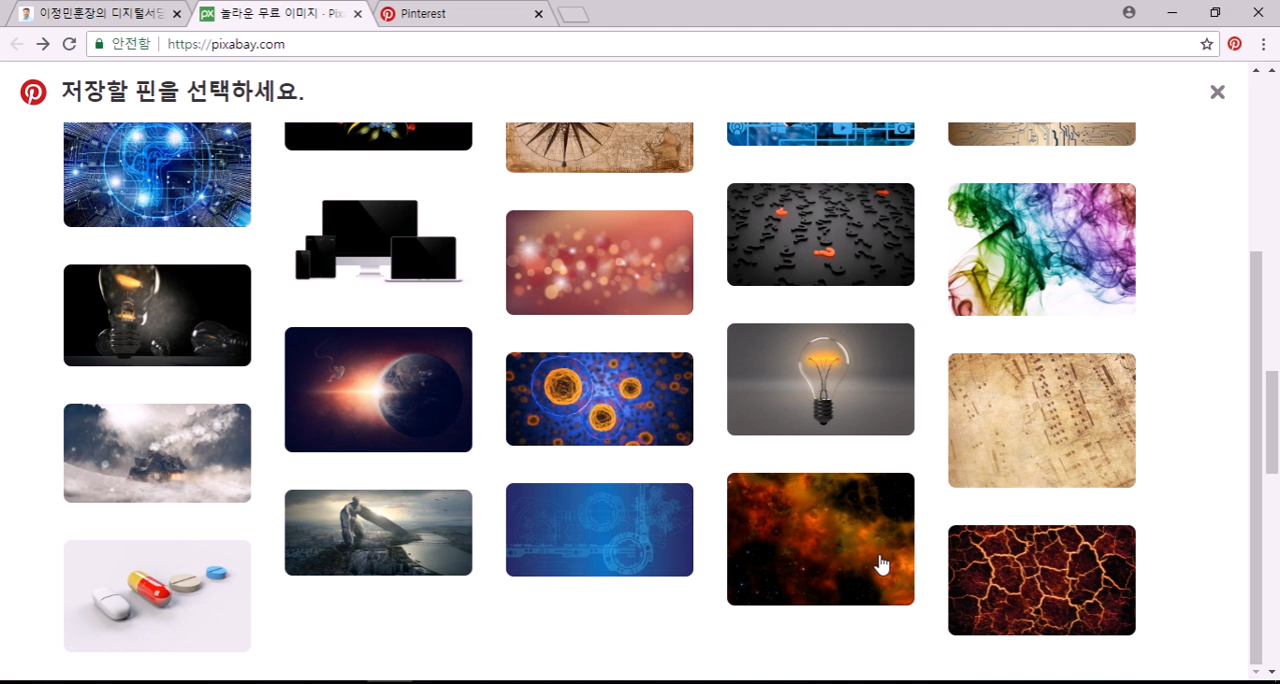 이정민훈장의 디지털서당
놀라운 무료 이미지 - Pix
Pinterest
안전함
https://pixabay.com
저장할 핀을 선택하세요.